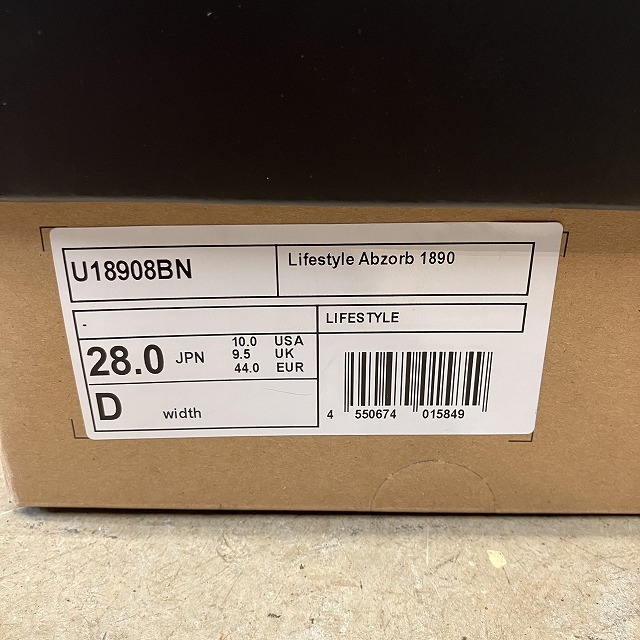 U18908BN
Lifestyle Abzorb 1890
-
LIFESTYLE
28.0 JPN
10.0 USA
9.5 UK
44.0 EUR
D width
4 550674 015849